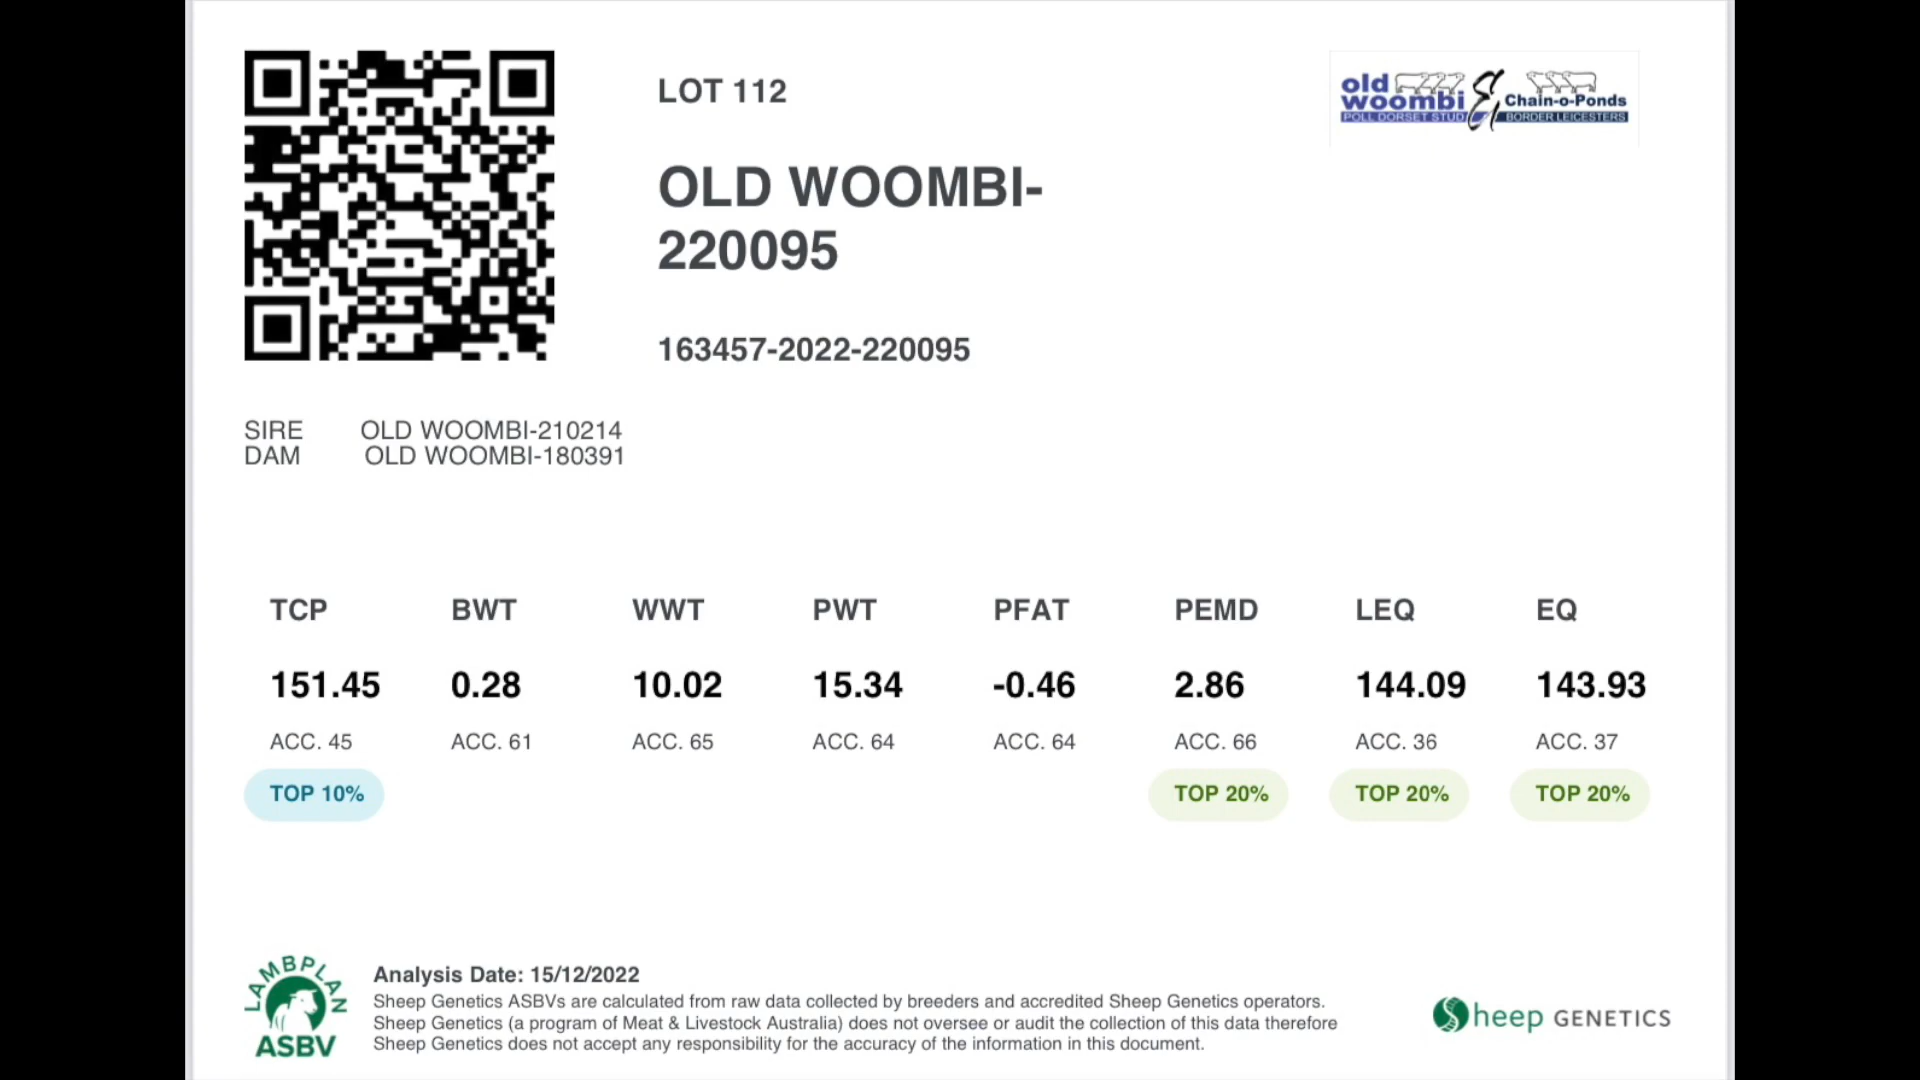 LOT 112
old woombi
POLL DORSET STUD
&
Chain-o-Ponds
BORDER LEICESTERS
OLD WOOMBI-
220095
163457-2022-220095
SIRE OLD WOOMBI-210214
DAM OLD WOOMBI-180391
TCP BWT WWT PWT PFAT PEMD LEQ EQ
151.45 0.28 10.02 15.34 -0.46 2.86 144.09 143.93
ACC. 45 ACC. 61 ACC. 65 ACC. 64 ACC. 64 ACC. 66 ACC. 36 ACC. 37
TOP 10% TOP 20% TOP 20% TOP 20%
LAMBPLAN
ASBV
Analysis Date: 15/12/2022
Sheep Genetics ASBVs are calculated from raw data collected by breeders and accredited Sheep Genetics operators.
Sheep Genetics (a program of Meat & Livestock Australia) does not oversee or audit the collection of this data therefore
Sheep Genetics does not accept any responsibility for the accuracy of the information in this document.
Sheep GENETICS